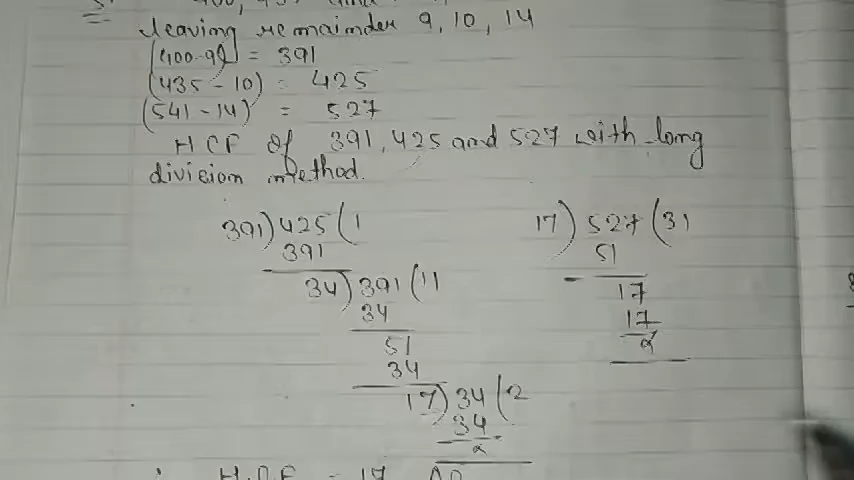 leaving remainder 9, 10, 14
(400-9) = 391
(435 - 10) = 425
(541 - 14) = 527
HCF of 391, 425 and 527 with long
division method.
391) 425 (1
391
34) 391 (11
34
51
34
17) 34 (2
34
x
17) 527 (31
51
17
17
x
H.C.F = 17